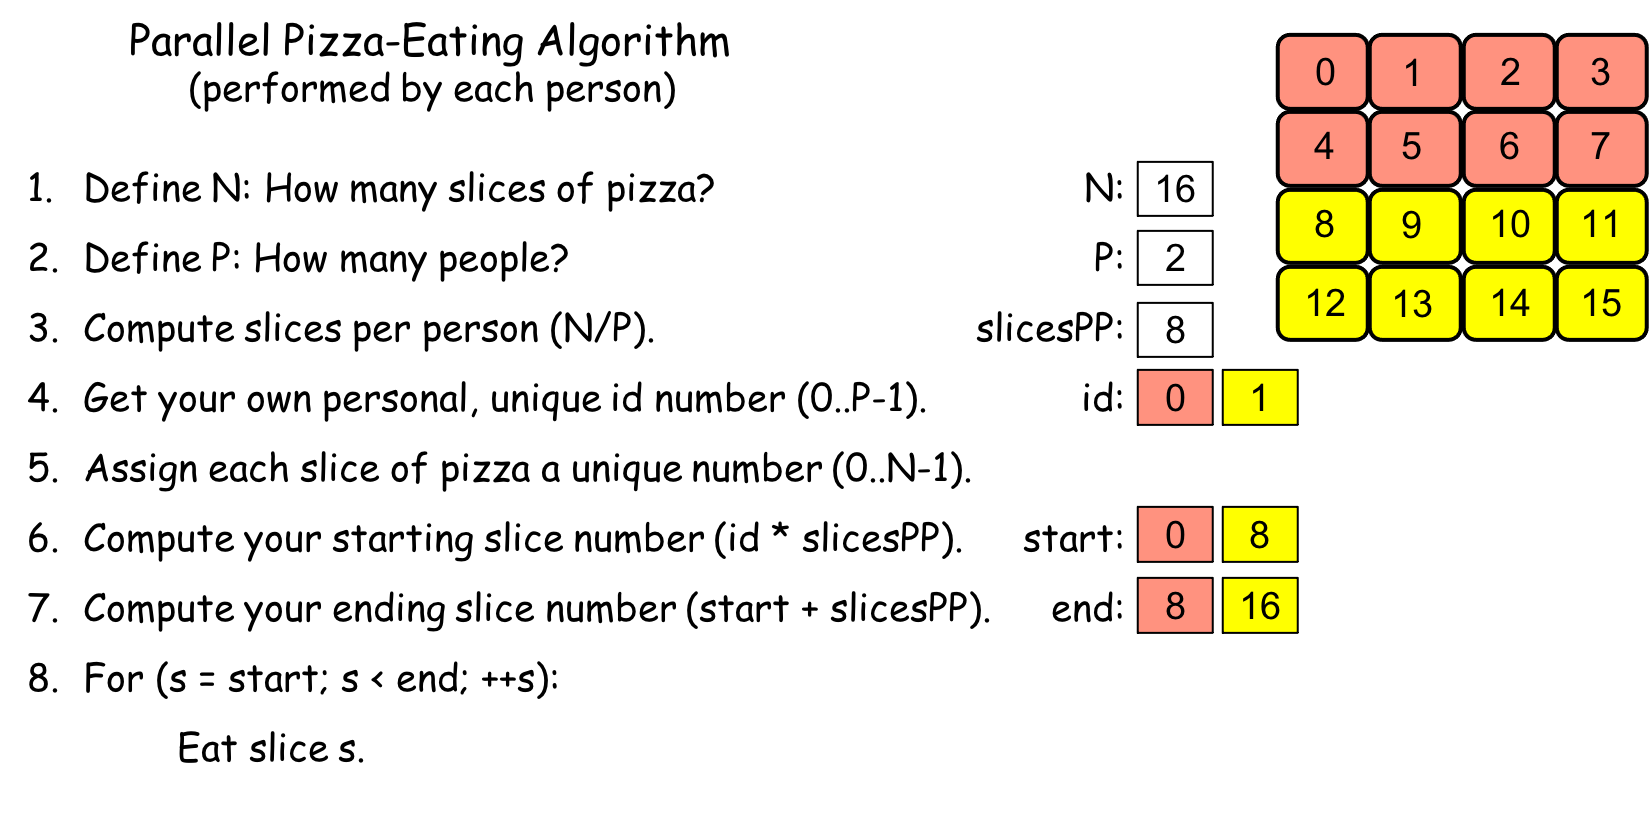 Parallel Pizza-Eating Algorithm
(performed by each person)
0 1 2 3
4 5 6 7
8 9 10 11
12 13 14 15
1. Define N: How many slices of pizza? N: 16
2. Define P: How many people? P: 2
3. Compute slices per person (N/P). slicesPP: 8
4. Get your own personal, unique id number (0..P-1). id: 0 1
5. Assign each slice of pizza a unique number (0..N-1).
6. Compute your starting slice number (id * slicesPP). start: 0 8
7. Compute your ending slice number (start + slicesPP). end: 8 16
8. For (s = start; s < end; ++s):
Eat slice s.